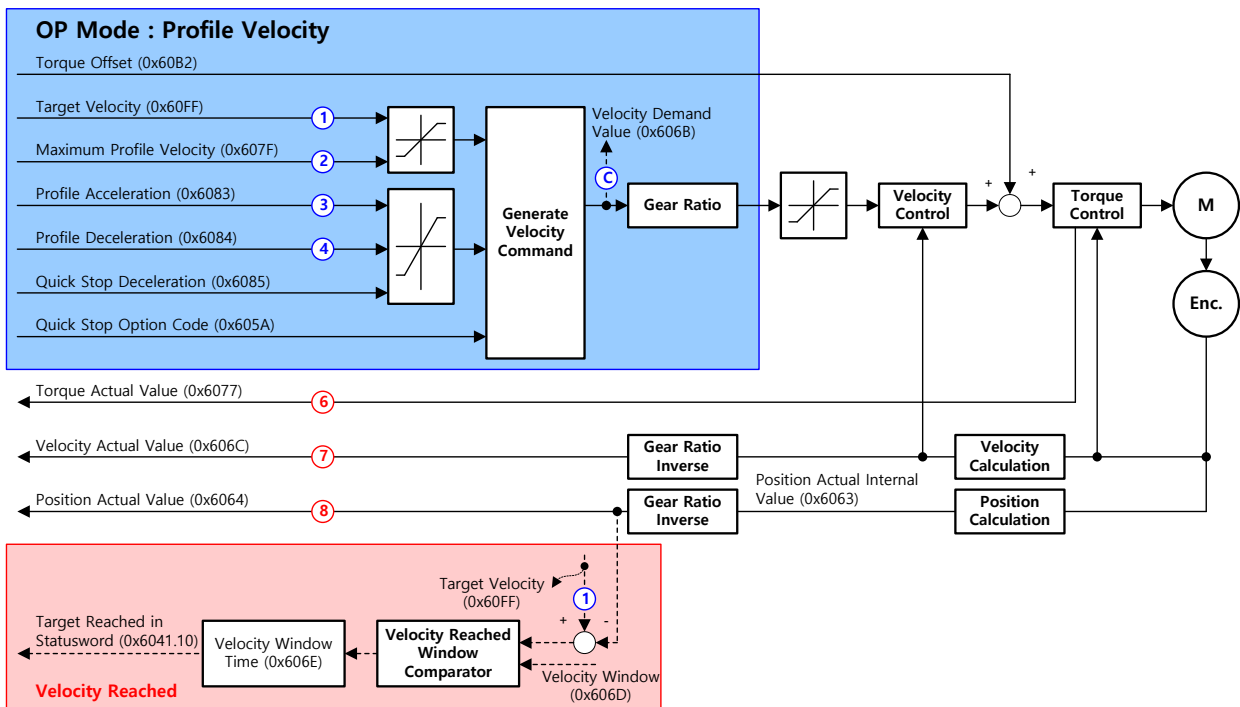 OP Mode : Profile Velocity
Torque Offset (0x60B2)
Target Velocity (0x60FF)
1
Maximum Profile Velocity (0x607F)
2
Profile Acceleration (0x6083)
3
Profile Deceleration (0x6084)
4
Quick Stop Deceleration (0x6085)
Quick Stop Option Code (0x605A)
Generate
Velocity
Command
Velocity Demand
Value (0x606B)
C
Gear Ratio
Velocity
Control
+
+
Torque
Control
M
Enc.
Torque Actual Value (0x6077)
6
Velocity Actual Value (0x606C)
7
Gear Ratio
Inverse
Velocity
Calculation
Position Actual Value (0x6064)
8
Gear Ratio
Inverse
Position Actual Internal
Value (0x6063)
Position
Calculation
Target Velocity
(0x60FF)
1
+
-
Target Reached in
Statusword (0x6041.10)
Velocity Window
Time (0x606E)
Velocity Reached
Window
Comparator
Velocity Window
(0x606D)
Velocity Reached